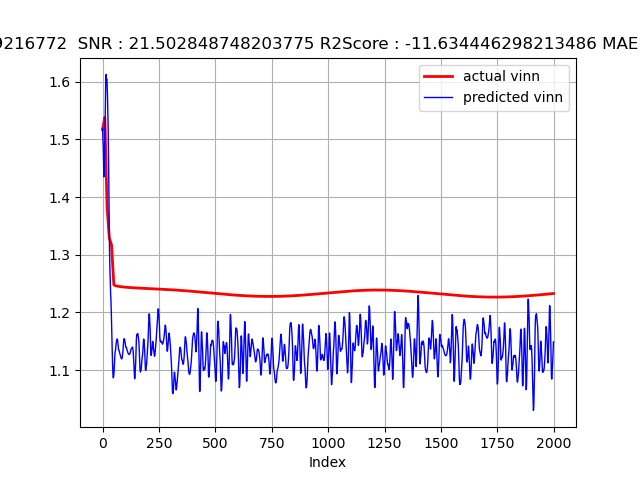 9216772  SNR : 21.502848748203775 R2Score : -11.634446298213486 MAE
actual vinn
predicted vinn
1.6
1.5
1.4
1.3
1.2
1.1
0 250 500 750 1000 1250 1500 1750 2000
Index